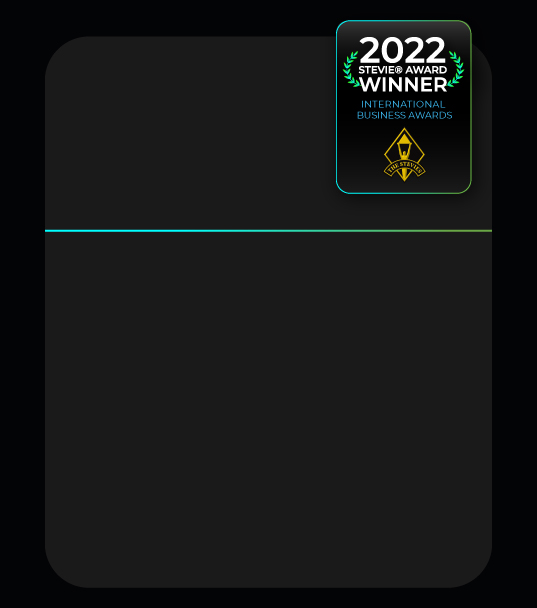 2022
STEVIE® AWARD
WINNER
INTERNATIONAL
BUSINESS AWARDS
THE STEVIES